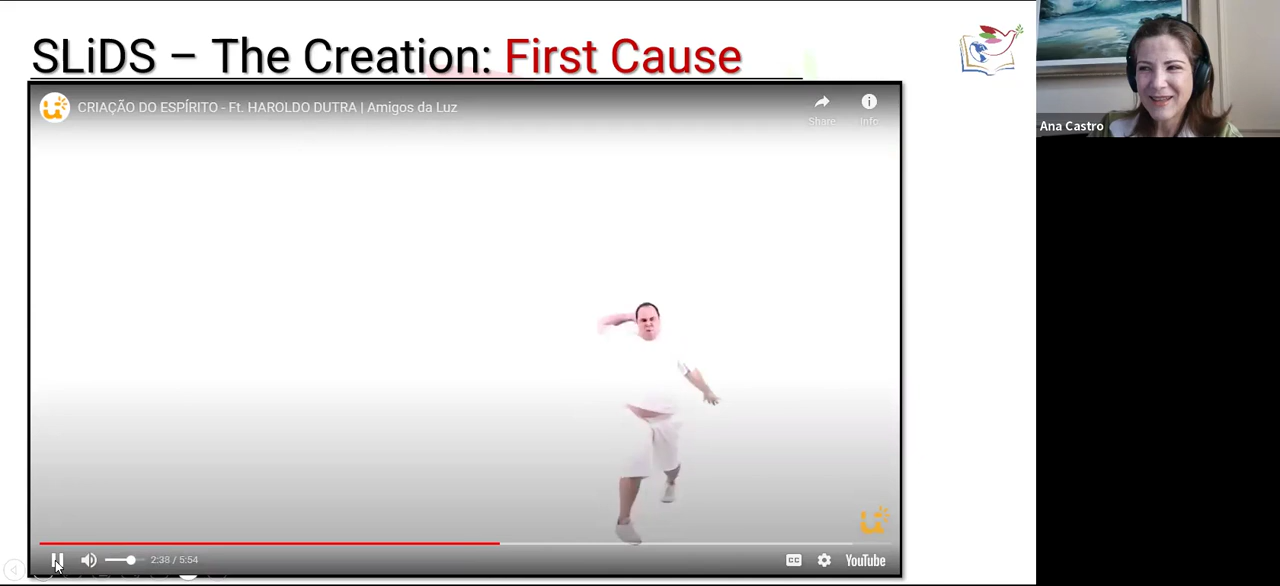 SLiDS – The Creation: First Cause
CRIAÇÃO DO ESPÍRITO - Ft. HAROLDO DUTRA | Amigos da Luz
Share
Info
Ana Castro
2:38 / 5:54
CC
YouTube